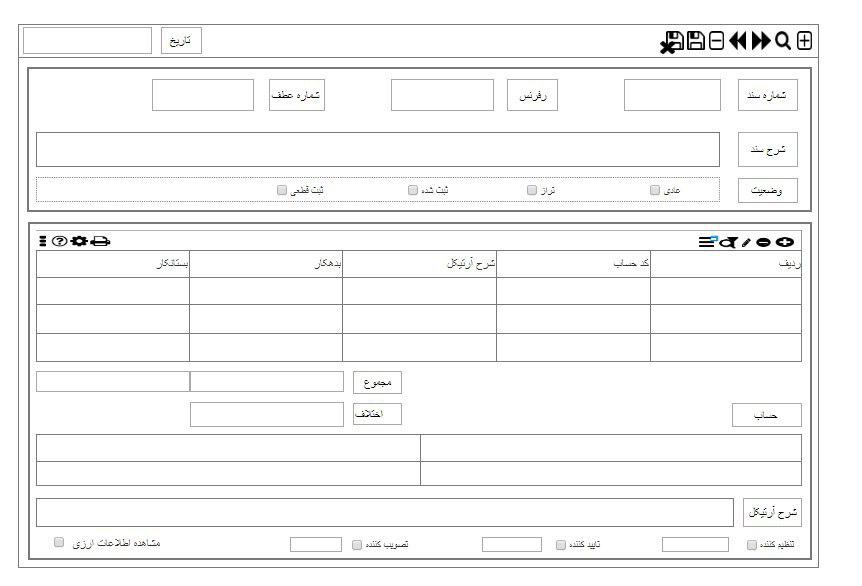 تاریخ
شماره سند رفرنس شماره عطف
شرح سند
وضعیت عادی تراز ثبت شده ثبت قطعی
ردیف کد حساب شرح آرتیکل بدهکار بستانکار
مجموع
حساب اختلاف
شرح آرتیکل
تنظیم کننده تایید کننده تصویب کننده مشاهده اطلاعات ارزی